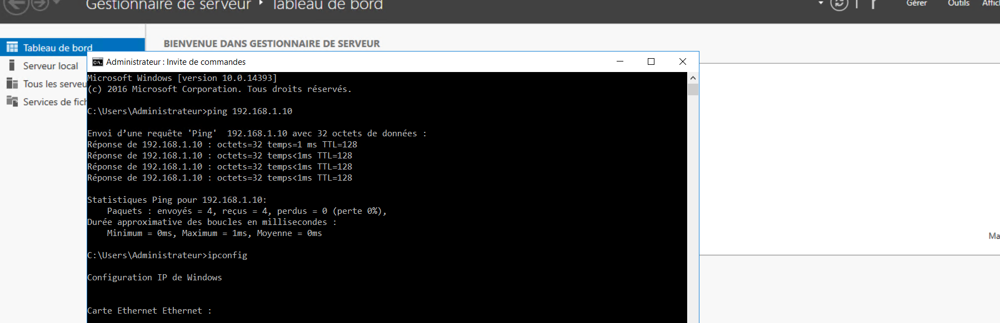 Gestionnaire de serveur ‣ Tableau de bord
Gérer Outils
Tableau de bord
Serveur local
Tous les serveu
Services de fich
BIENVENUE DANS GESTIONNAIRE DE SERVEUR
Administrateur : Invite de commandes
Microsoft Windows [version 10.0.14393]
(c) 2016 Microsoft Corporation. Tous droits réservés.
C:\Users\Administrateur>ping 192.168.1.10
Envoi d’une requête 'Ping'  192.168.1.10 avec 32 octets de données :
Réponse de 192.168.1.10 : octets=32 temps=1 ms TTL=128
Réponse de 192.168.1.10 : octets=32 temps<1ms TTL=128
Réponse de 192.168.1.10 : octets=32 temps<1ms TTL=128
Réponse de 192.168.1.10 : octets=32 temps<1ms TTL=128
Statistiques Ping pour 192.168.1.10:
    Paquets : envoyés = 4, reçus = 4, perdus = 0 (perte 0%),
Durée approximative des boucles en millisecondes :
    Minimum = 0ms, Maximum = 1ms, Moyenne = 0ms
C:\Users\Administrateur>ipconfig
Configuration IP de Windows
Carte Ethernet Ethernet :
Ma